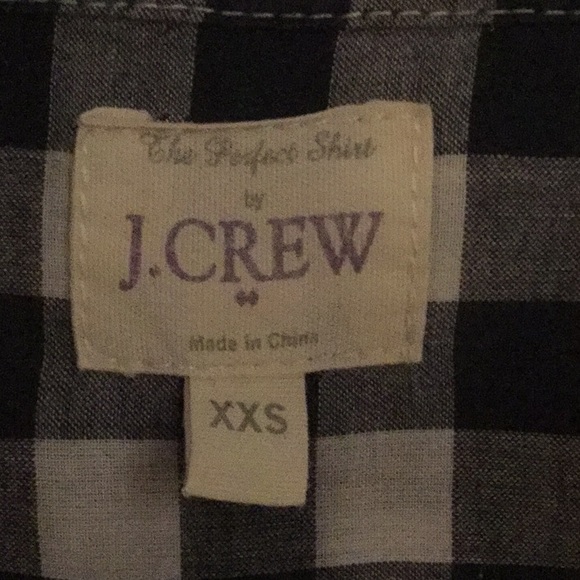 The Perfect Shirt
by
J.CREW
Made in China
XXS